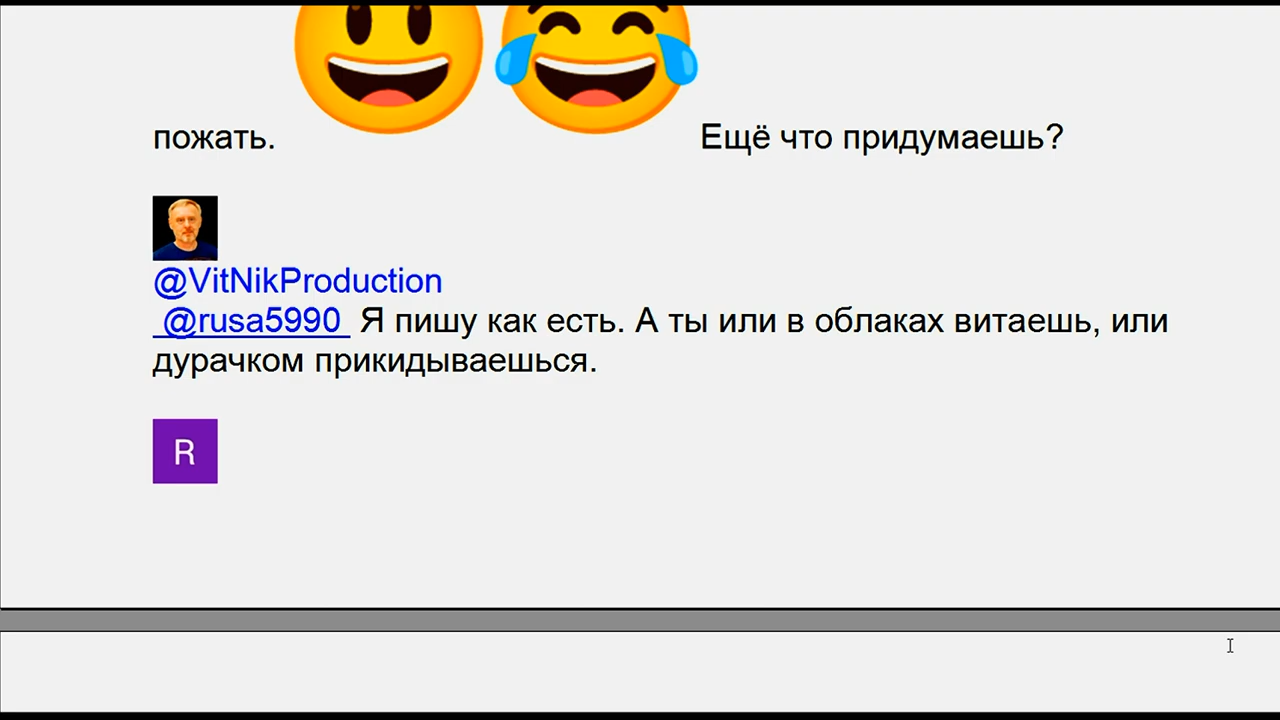 пожать. Ещё что придумаешь?
@VitNikProduction
@rusa5990 Я пишу как есть. А ты или в облаках витаешь, или
дурачком прикидываешься.
R